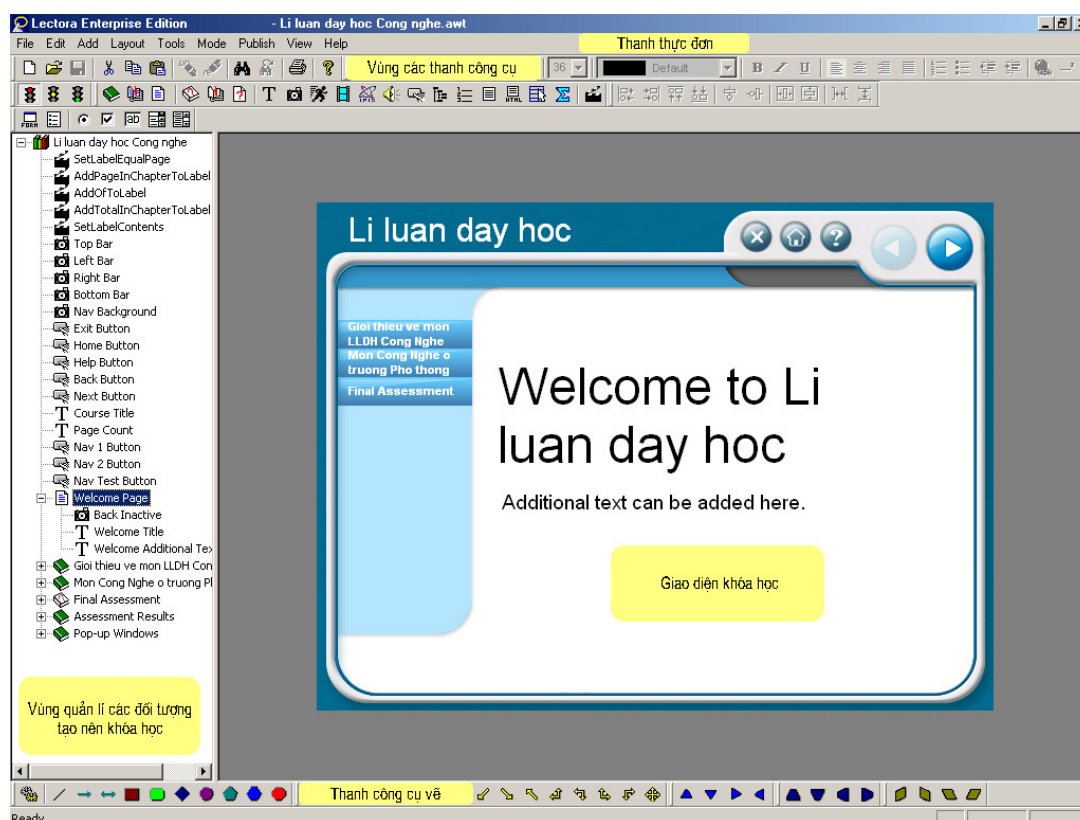 Lectora Enterprise Edition - Li luan day hoc Cong nghe.awt
File Edit Add Layout Tools Mode Publish View Help
Thanh thực đơn
Vùng các thanh công cụ
36
Default
B I U
Li luan day hoc Cong nghe
SetLabelEqualPage
AddPageInChapterToLabel
AddOfToLabel
AddTotalInChapterToLabel
SetLabelContents
Top Bar
Left Bar
Right Bar
Bottom Bar
Nav Background
Exit Button
Home Button
Help Button
Back Button
Next Button
Course Title
Page Count
Nav 1 Button
Nav 2 Button
Nav Test Button
Welcome Page
Back Inactive
Welcome Title
Welcome Additional Tex
Gioi thieu ve mon LLDH Con
Mon Cong Nghe o truong Pl
Final Assessment
Assessment Results
Pop-up Windows
Vùng quản lí các đối tượng
tạo nên khóa học
Li luan day hoc
Gioi thieu ve mon
LLDH Cong Nghe
Mon Cong Nghe o
truong Pho thong
Final Assessment
Welcome to Li
luan day hoc
Additional text can be added here.
Giao diện khóa học
Thanh công cụ vẽ
Ready